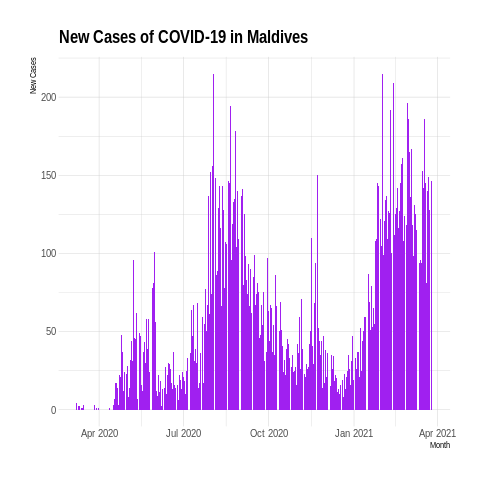 New Cases of COVID-19 in Maldives
New Cases
200
150
100
50
0
Apr 2020 Jul 2020 Oct 2020 Jan 2021 Apr 2021
Month